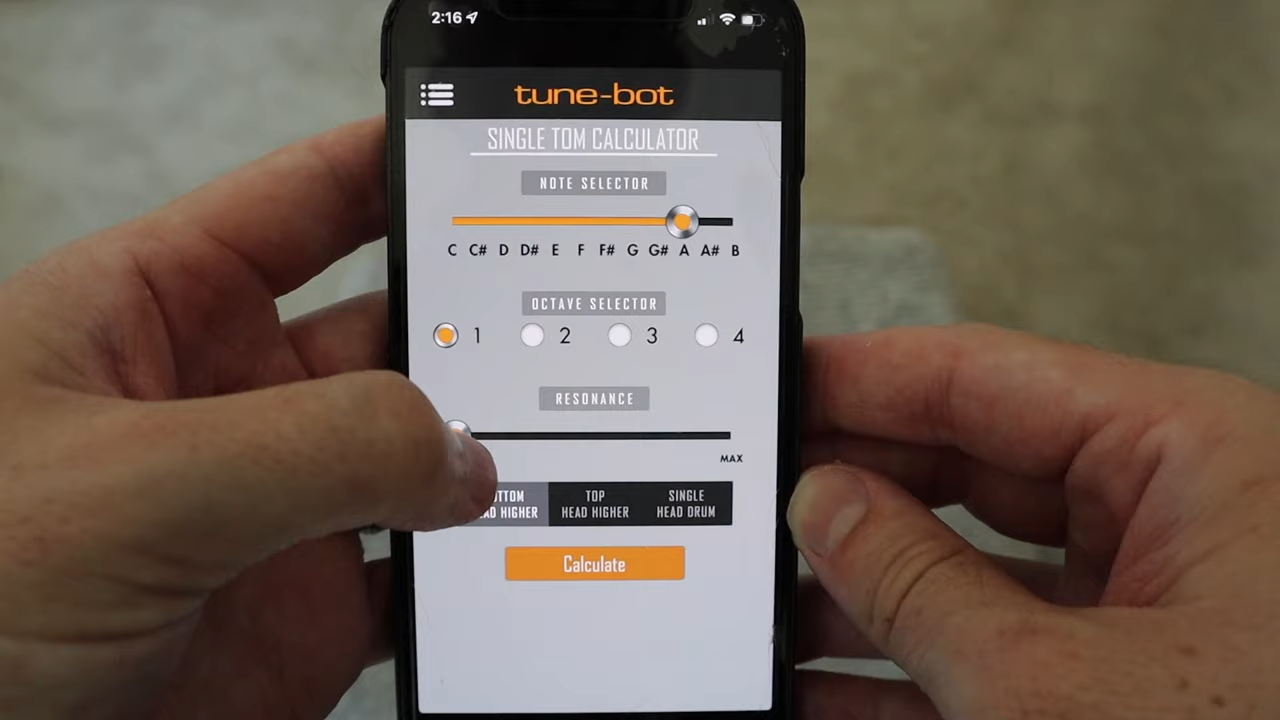 2:16
tune-bot
SINGLE TOM CALCULATOR
NOTE SELECTOR
C C# D D# E F F# G G# A A# B
OCTAVE SELECTOR
1 2 3 4
RESONANCE
MAX
TOP SINGLE
HIGHER HEAD HIGHER HEAD DRUM
Calculate